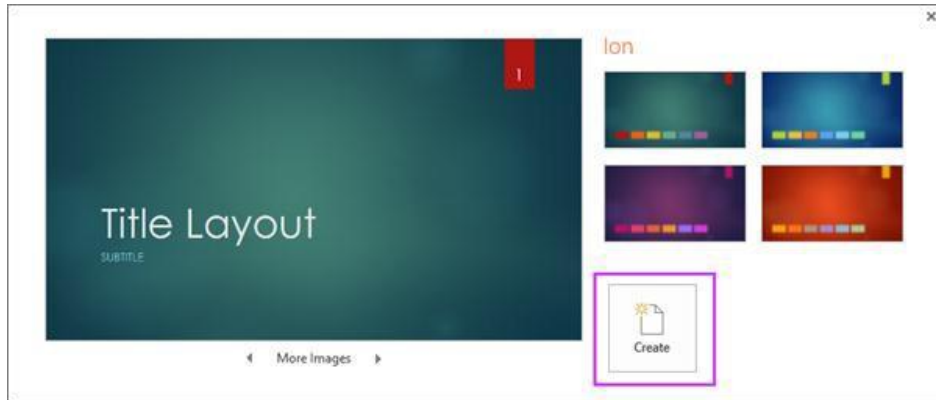 Ion
1
Title Layout
SUBTITLE
More Images
Create